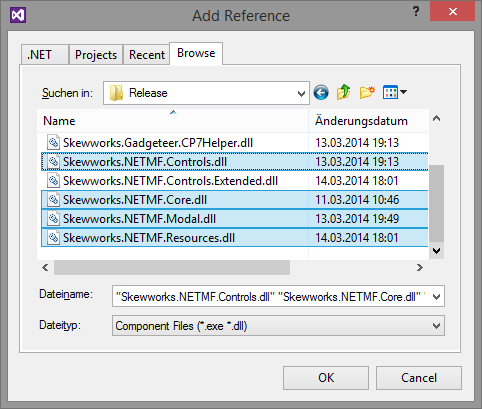 Add Reference
.NET Projects Recent Browse
Suchen in: Release
Name Änderungsdatum
Skewworks.Gadgeteer.CP7Helper.dll 13.03.2014 19:13
Skewworks.NETMF.Controls.dll 13.03.2014 19:13
Skewworks.NETMF.Controls.Extended.dll 14.03.2014 18:01
Skewworks.NETMF.Core.dll 11.03.2014 10:46
Skewworks.NETMF.Modal.dll 13.03.2014 19:49
Skewworks.NETMF.Resources.dll 14.03.2014 18:01
Dateiname: "Skewworks.NETMF.Controls.dll" "Skewworks.NETMF.Core.dll" "
Dateityp: Component Files (*.exe *.dll)
OK Cancel